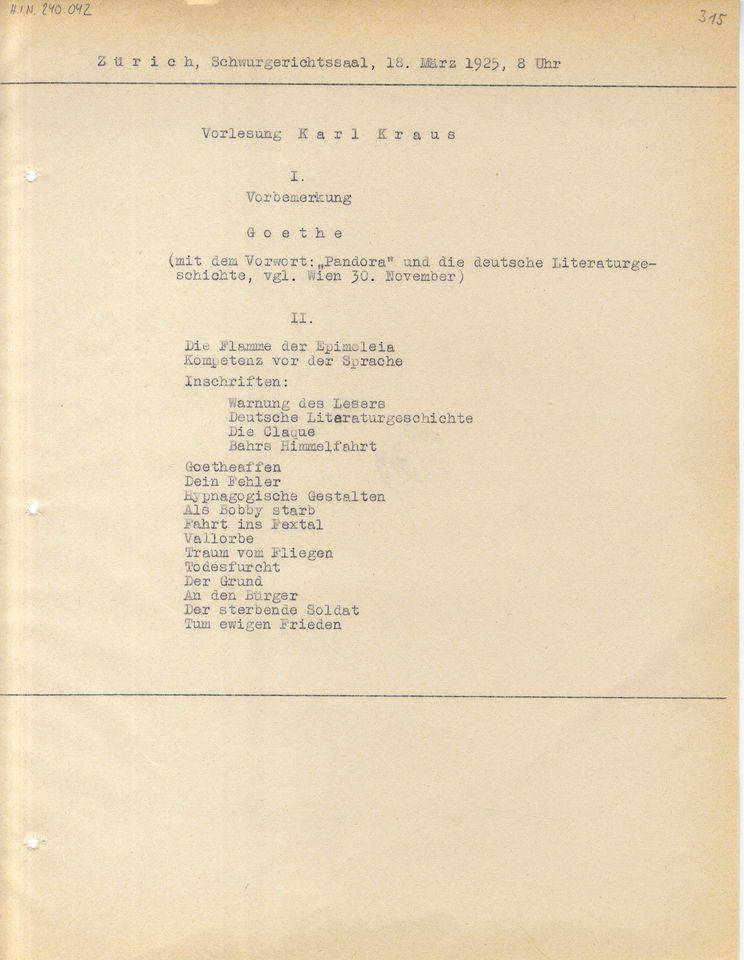 H.I.N. 240.042
315
Z ü r i c h, Schwurgerichtssaal, 18. März 1925, 8 Uhr
Vorlesung K a r l K r a u s
I.
Vorbemerkung
G o e t h e
(mit dem Vorwort: „Pandora" und die deutsche Literaturge-
schichte, vgl. Wien 30. November)
II.
Die Flamme der Epimeleia
Kompetenz vor der Sprache
Inschriften:
Warnung des Lesers
Deutsche Literaturgeschichte
Die Claque
Bahrs Himmelfahrt
Goetheaffen
Dein Fehler
Hypnagogische Gestalten
Als Bobby starb
Fahrt ins Fextal
Vallorbe
Traum vom Fliegen
Todesfurcht
Der Grund
An den Bürger
Der sterbende Soldat
Tum ewigen Frieden